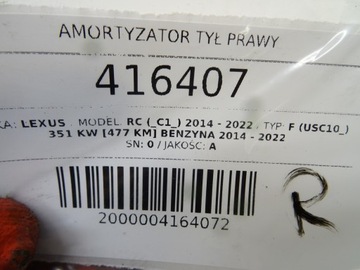 AMORTYZATOR TYŁ PRAWY
416407
KA: LEXUS , MODEL: RC (_C1_) 2014 - 2022 , TYP: F (USC10_)
351 KW [477 KM] BENZYNA 2014 - 2022
SN: 0 / JAKOŚĆ: A
2000004164072
R